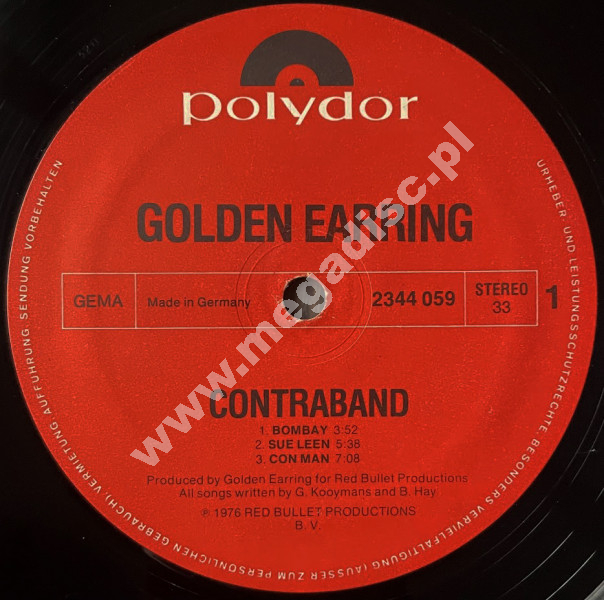 polydor
GOLDEN EARRING
GEMA
Made in Germany
2344 059
STEREO
33
1
CONTRABAND
1. BOMBAY 3:52
2. SUE LEEN 5:38
3. CON MAN 7:08
Produced by Golden Earring for Red Bullet Productions
All songs written by G. Kooymans and B. Hay
℗ 1976 RED BULLET PRODUCTIONS
B. V.
URHEBER- UND LEISTUNGSSCHUTZRECHTE, BESONDERS VERVIELFÄLTIGUNG (AUSSER ZUM PERSÖNLICHEN GEBRAUCH), VERMIETUNG, AUFFÜHRUNG, SENDUNG VORBEHALTEN
www.megadisc.pl